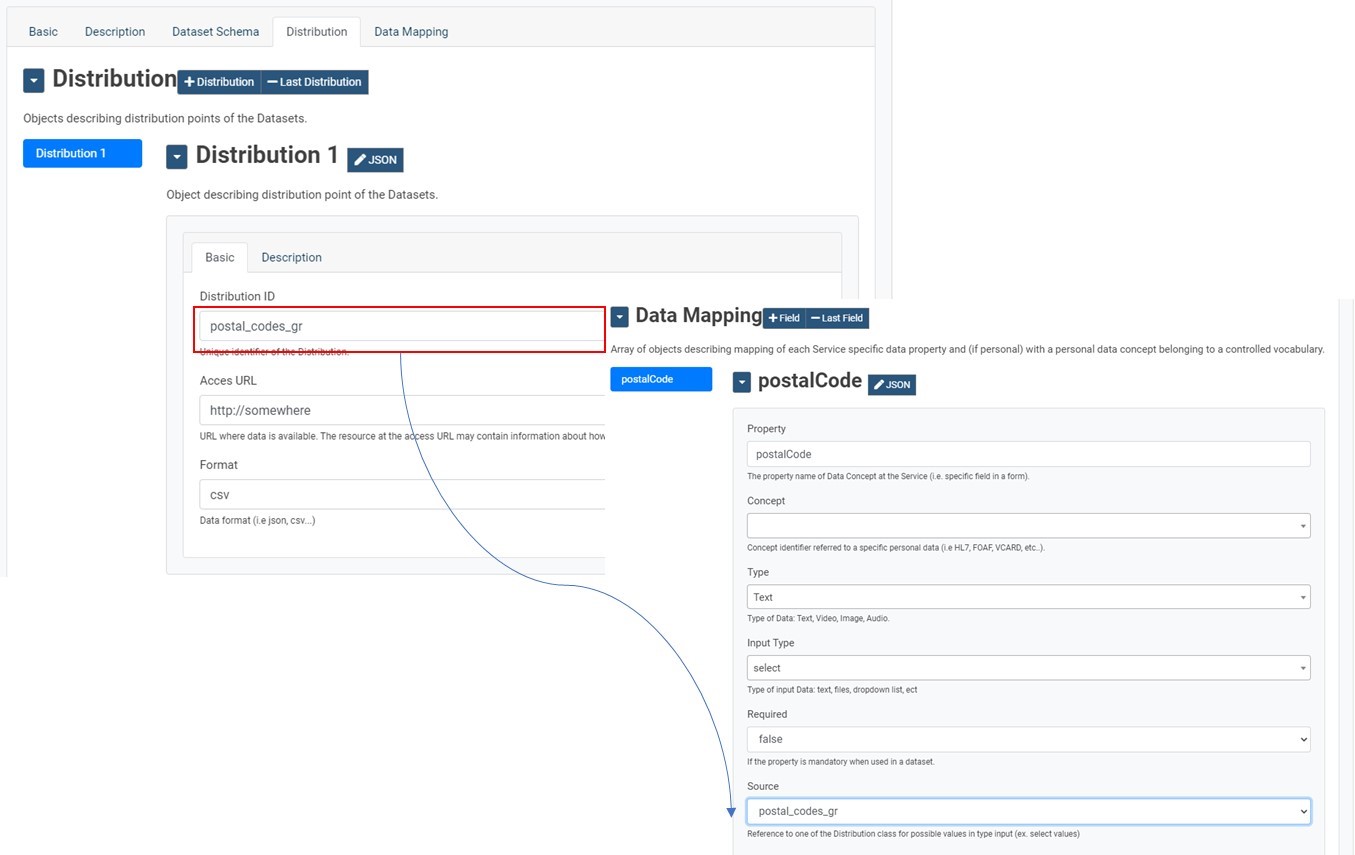 Basic Description Dataset Schema Distribution Data Mapping
Distribution + Distribution − Last Distribution
Objects describing distribution points of the Datasets.
Distribution 1
Distribution 1 JSON
Object describing distribution point of the Datasets.
Basic Description
Distribution ID
postal_codes_gr
Unique identifier of the Distribution.
Acces URL
http://somewhere
URL where data is available. The resource at the access URL may contain information about how
Format
csv
Data format (i.e json, csv...)
Data Mapping + Field − Last Field
Array of objects describing mapping of each Service specific data property and (if personal) with a personal data concept belonging to a controlled vocabulary.
postalCode
postalCode JSON
Property
postalCode
The property name of Data Concept at the Service (i.e. specific field in a form).
Concept
Concept identifier referred to a specific personal data (i.e HL7, FOAF, VCARD, etc..).
Type
Text
Type of Data: Text, Video, Image, Audio.
Input Type
select
Type of input Data: text, files, dropdown list, ect
Required
false
If the property is mandatory when used in a dataset.
Source
postal_codes_gr
Reference to one of the Distribution class for possible values in type input (ex. select values)